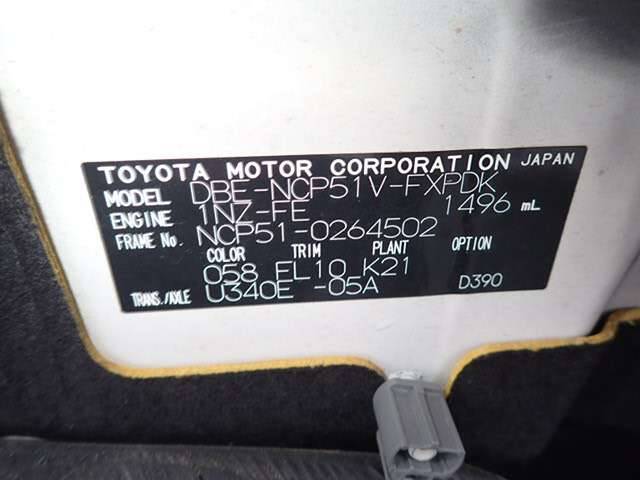 TOYOTA MOTOR CORPORATION JAPAN
MODEL DBE-NCP51V-FXPDK
ENGINE 1NZ-FE 1496 mL
FRAME No. NCP51-0264502
COLOR TRIM PLANT OPTION
058 FL10 K21
TRANS./AXLE U340E -05A D390